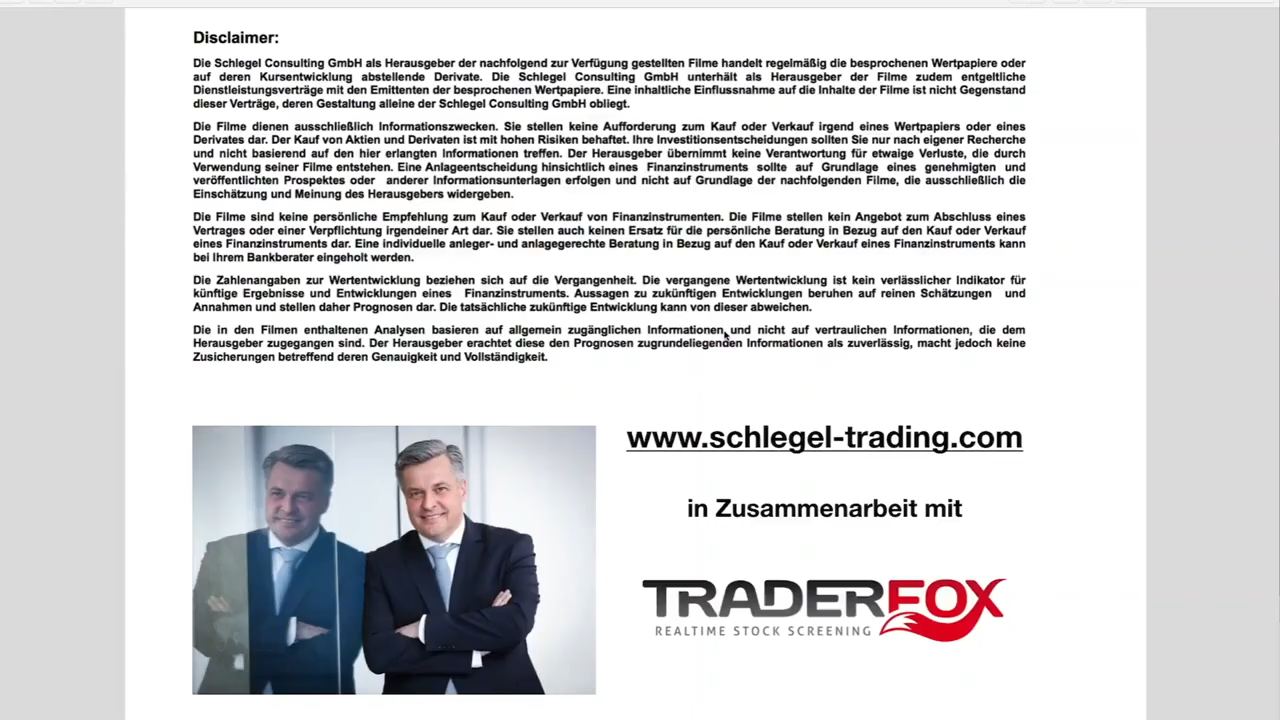 Disclaimer:
Die Schlegel Consulting GmbH als Herausgeber der nachfolgend zur Verfügung gestellten Filme handelt regelmäßig die besprochenen Wertpapiere oder
auf deren Kursentwicklung abstellende Derivate. Die Schlegel Consulting GmbH unterhält als Herausgeber der Filme zudem entgeltliche
Dienstleistungsverträge mit den Emittenten der besprochenen Wertpapiere. Eine inhaltliche Einflussnahme auf die Inhalte der Filme ist nicht Gegenstand
dieser Verträge, deren Gestaltung alleine der Schlegel Consulting GmbH obliegt.
Die Filme dienen ausschließlich Informationszwecken. Sie stellen keine Aufforderung zum Kauf oder Verkauf irgend eines Wertpapiers oder eines
Derivates dar. Der Kauf von Aktien und Derivaten ist mit hohen Risiken behaftet. Ihre Investitionsentscheidungen sollten Sie nur nach eigener Recherche
und nicht basierend auf den hier erlangten Informationen treffen. Der Herausgeber übernimmt keine Verantwortung für etwaige Verluste, die durch
Verwendung seiner Filme entstehen. Eine Anlageentscheidung hinsichtlich eines Finanzinstruments sollte auf Grundlage eines genehmigten und
veröffentlichten Prospektes oder anderer Informationsunterlagen erfolgen und nicht auf Grundlage der nachfolgenden Filme, die ausschließlich die
Einschätzung und Meinung des Herausgebers widergeben.
Die Filme sind keine persönliche Empfehlung zum Kauf oder Verkauf von Finanzinstrumenten. Die Filme stellen kein Angebot zum Abschluss eines
Vertrages oder einer Verpflichtung irgendeiner Art dar. Sie stellen auch keinen Ersatz für die persönliche Beratung in Bezug auf den Kauf oder Verkauf
eines Finanzinstruments dar. Eine individuelle anleger- und anlagegerechte Beratung in Bezug auf den Kauf oder Verkauf eines Finanzinstruments kann
bei Ihrem Bankberater eingeholt werden.
Die Zahlenangaben zur Wertentwicklung beziehen sich auf die Vergangenheit. Die vergangene Wertentwicklung ist kein verlässlicher Indikator für
künftige Ergebnisse und Entwicklungen eines Finanzinstruments. Aussagen zu zukünftigen Entwicklungen beruhen auf reinen Schätzungen und
Annahmen und stellen daher Prognosen dar. Die tatsächliche zukünftige Entwicklung kann von dieser abweichen.
Die in den Filmen enthaltenen Analysen basieren auf allgemein zugänglichen Informationen und nicht auf vertraulichen Informationen, die dem
Herausgeber zugegangen sind. Der Herausgeber erachtet diese den Prognosen zugrundeliegenden Informationen als zuverlässig, macht jedoch keine
Zusicherungen betreffend deren Genauigkeit und Vollständigkeit.
www.schlegel-trading.com
in Zusammenarbeit mit
TRADERFOX
REALTIME STOCK SCREENING